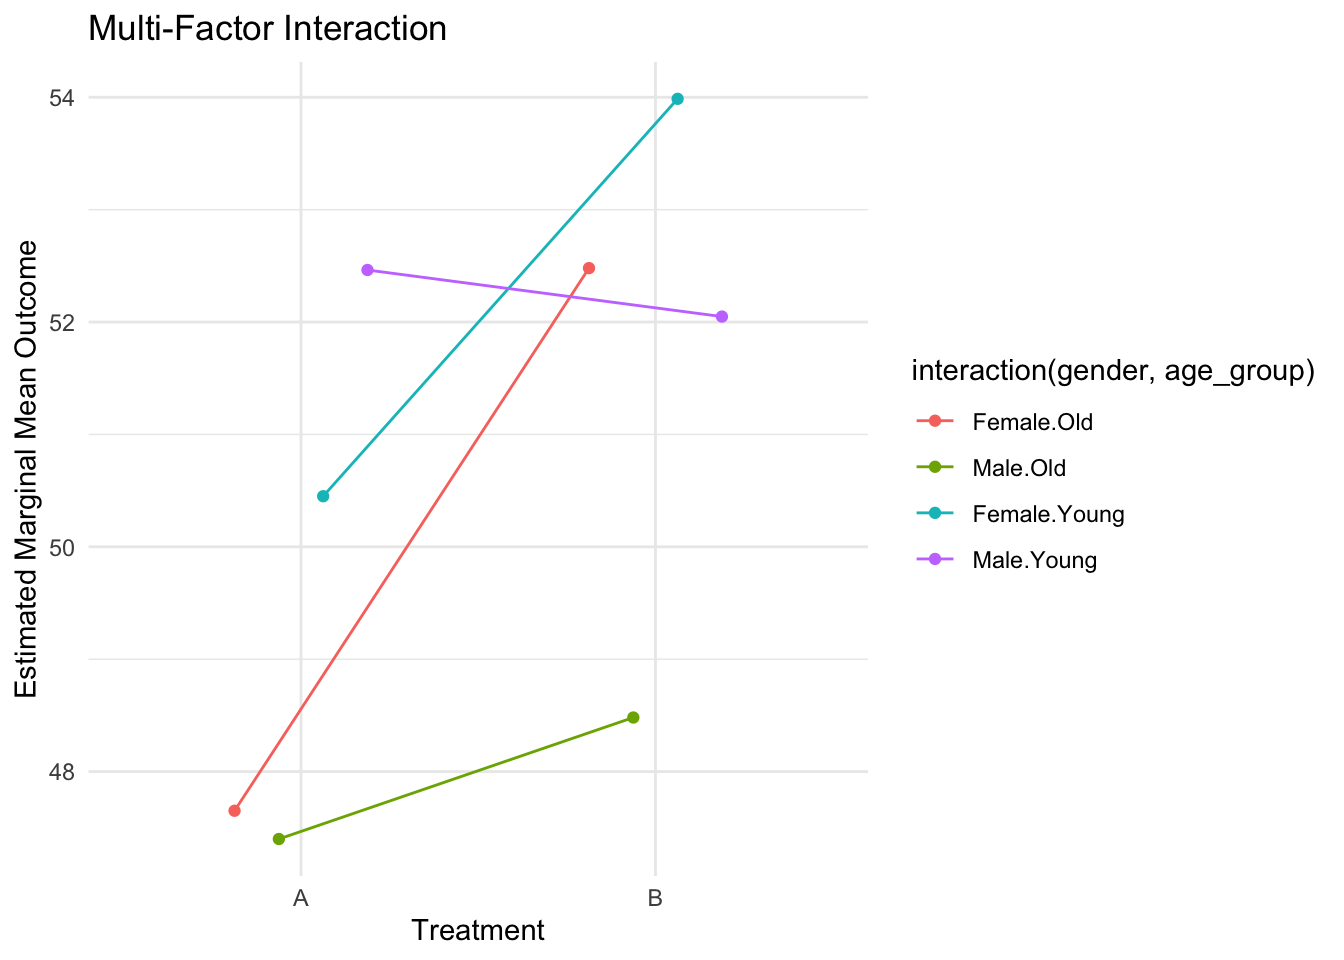 Multi-Factor Interaction
Estimated Marginal Mean Outcome
54
52
50
48
A
B
Treatment
interaction(gender, age_group)
Female.Old
Male.Old
Female.Young
Male.Young